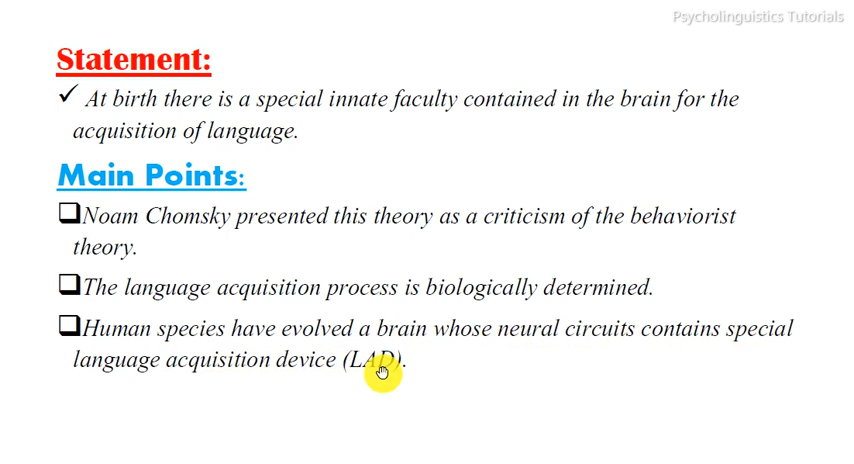 Psycholinguistics Tutorials
Statement:
At birth there is a special innate faculty contained in the brain for the
acquisition of language.
Main Points:
Noam Chomsky presented this theory as a criticism of the behaviorist
theory.
The language acquisition process is biologically determined.
Human species have evolved a brain whose neural circuits contains special
language acquisition device (LAD).